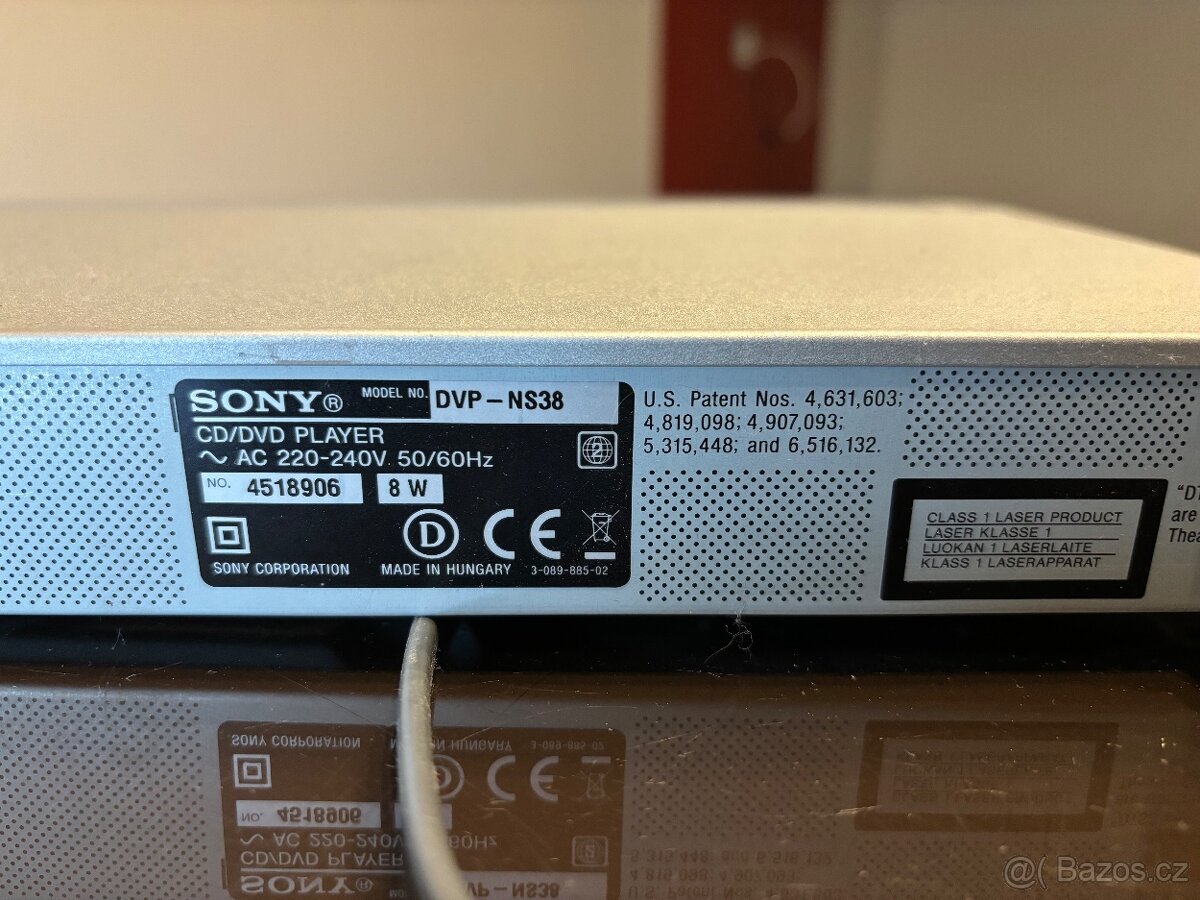 SONY® MODEL NO. DVP-NS38
CD/DVD PLAYER
~ AC 220-240V 50/60Hz
2
NO. 4518906 8 W
D CE
SONY CORPORATION MADE IN HUNGARY 3-089-885-02
U.S. Patent Nos. 4,631,603;
4,819,098; 4,907,093;
5,315,448; and 6,516,132.
CLASS 1 LASER PRODUCT
LASER KLASSE 1
LUOKAN 1 LASERLAITE
KLASS 1 LASERAPPARAT
are
@( Bazos.cz